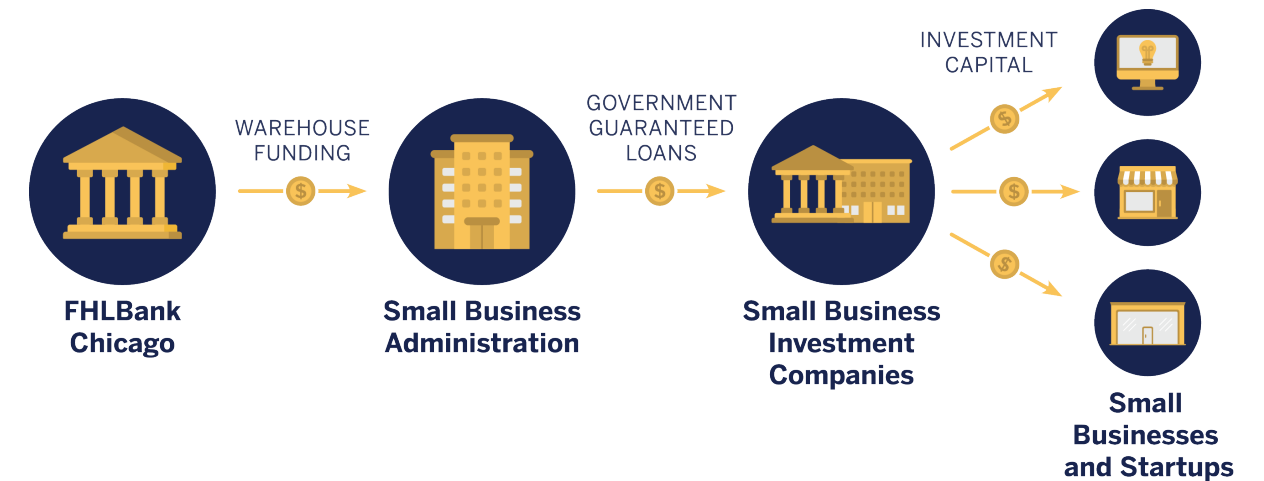 FHLBank
Chicago
WAREHOUSE
FUNDING
$
Small Business
Administration
GOVERNMENT
GUARANTEED
LOANS
$
Small Business
Investment
Companies
INVESTMENT
CAPITAL
$
$
$
Small
Businesses
and Startups